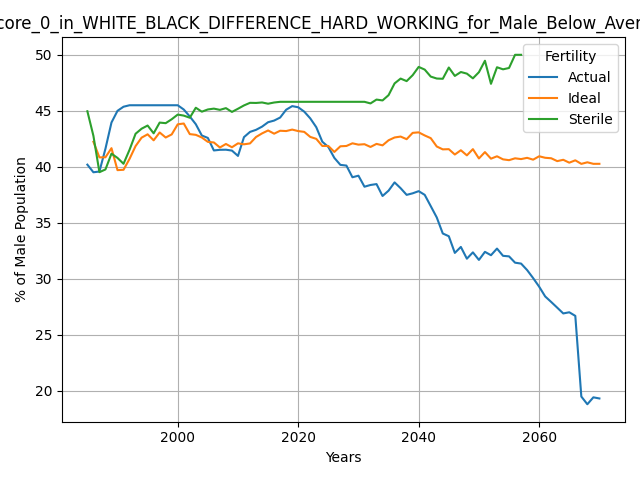 core_0_in_WHITE_BLACK_DIFFERENCE_HARD_WORKING_for_Male_Below_Aver
Fertility
Actual
Ideal
Sterile
50
45
40
35
30
25
20
% of Male Population
2000 2020 2040 2060
Years